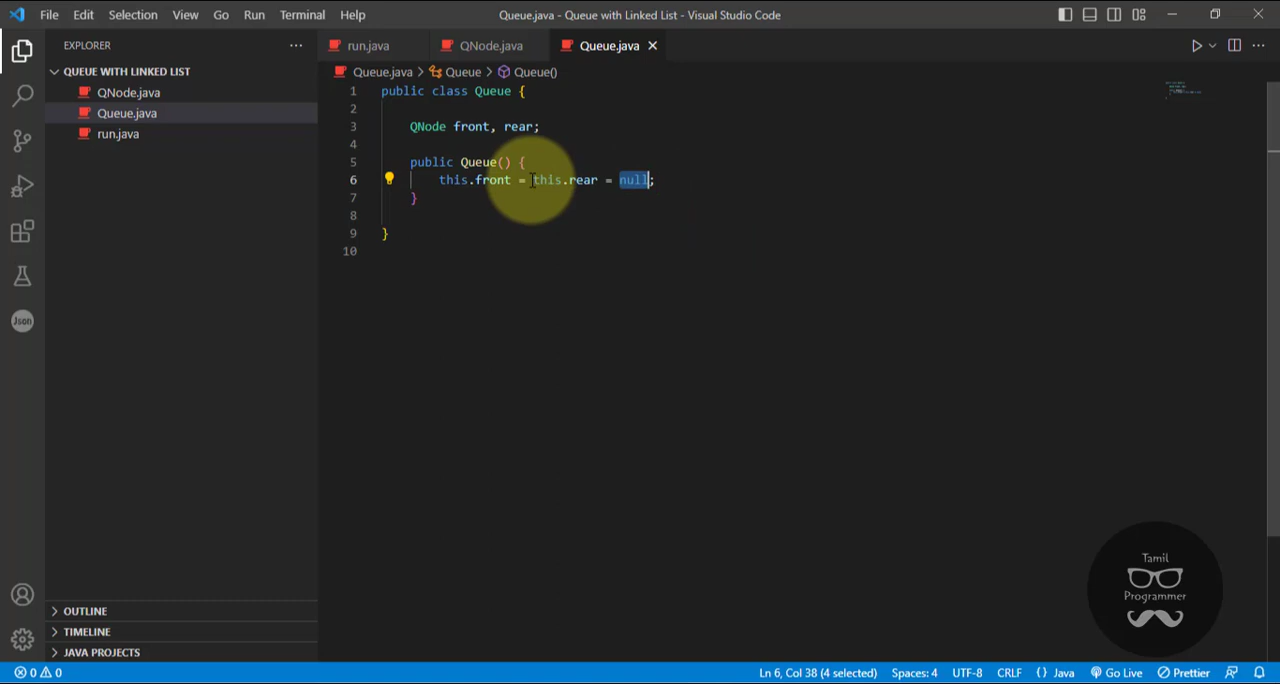 File Edit Selection View Go Run Terminal Help
Queue.java - Queue with Linked List - Visual Studio Code
EXPLORER
QUEUE WITH LINKED LIST
QNode.java
Queue.java
run.java
OUTLINE
TIMELINE
JAVA PROJECTS
Json
run.java QNode.java Queue.java
Queue.java > Queue > Queue()
1 public class Queue {
2
3 QNode front, rear;
4
5 public Queue() {
6 this.front = this.rear = null;
7 }
8
9 }
10
Tamil
Programmer
0 0
Ln 6, Col 38 (4 selected) Spaces: 4 UTF-8 CRLF {} Java Go Live Prettier